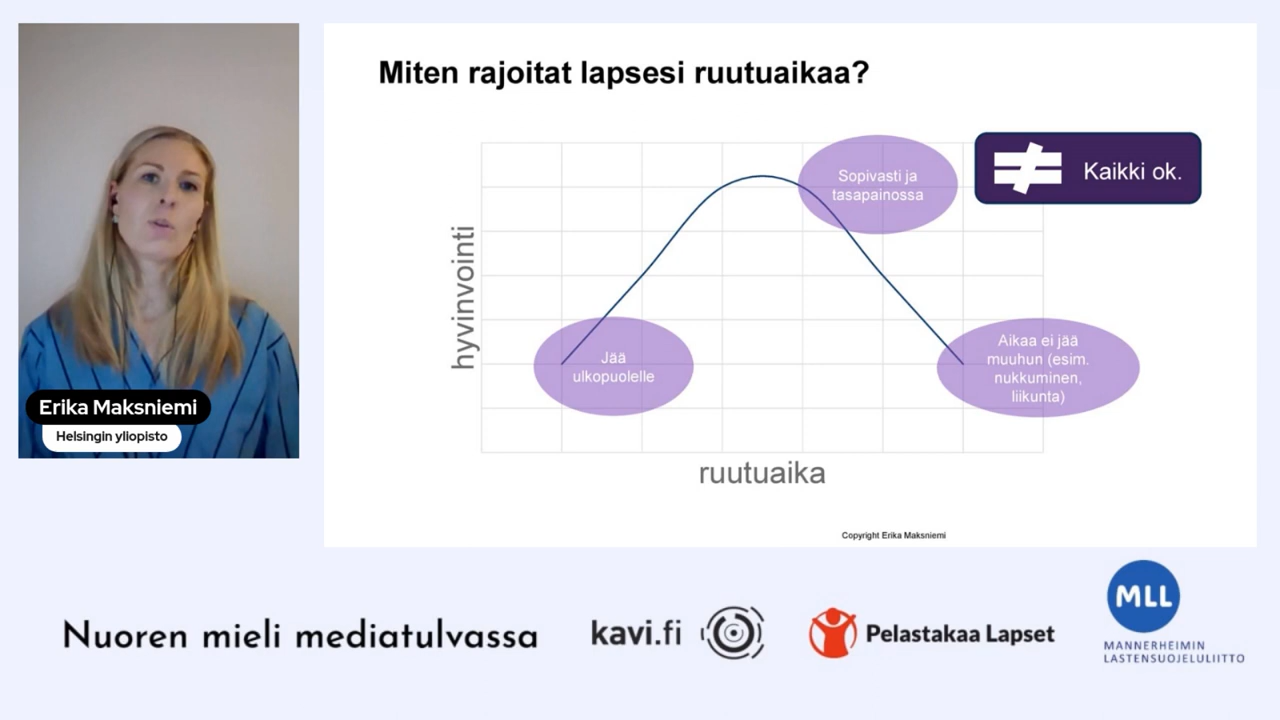 Miten rajoitat lapsesi ruutuaikaa?
Sopivasti ja
tasapainossa
≠ Kaikki ok.
hyvinvointi
Jää
ulkopuolelle
Aikaa ei jää
muuhun (esim.
nukkuminen,
liikunta)
ruutuaika
Copyright Erika Maksniemi
Erika Maksniemi
Helsingin yliopisto
Nuoren mieli mediatulvassa
kavi.fi
Pelastakaa Lapset
MLL
MANNERHEIMIN
LASTENSUOJELULIITTO